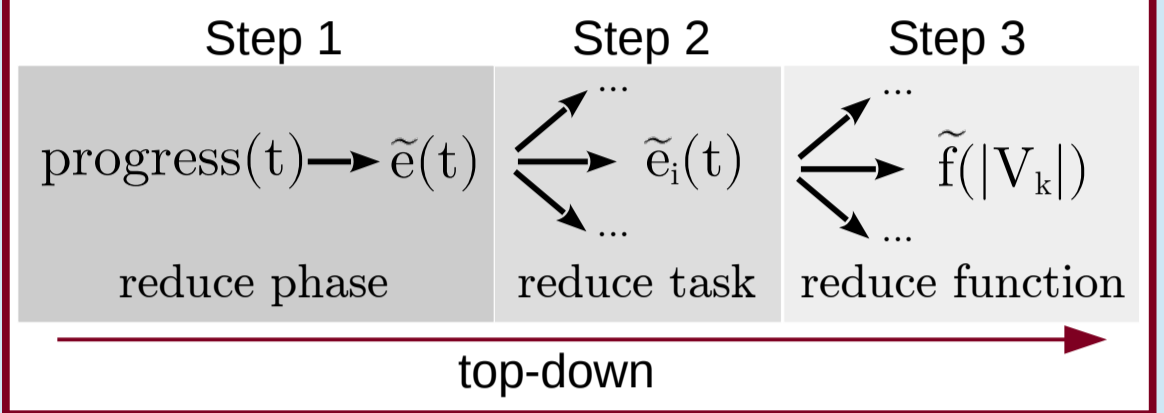 Step 1 Step 2 Step 3
...
...
progress(t) ẽ(t) ẽᵢ(t) f̃(|Vₖ|)
...
...
reduce phase reduce task reduce function
top-down